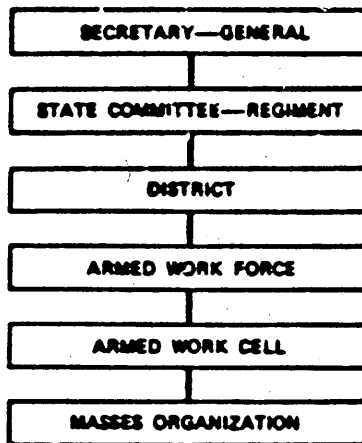 SECRETARY—GENERAL
STATE COMMITTEE—REGIMENT
DISTRICT
ARMED WORK FORCE
ARMED WORK CELL
MASSES ORGANIZATION